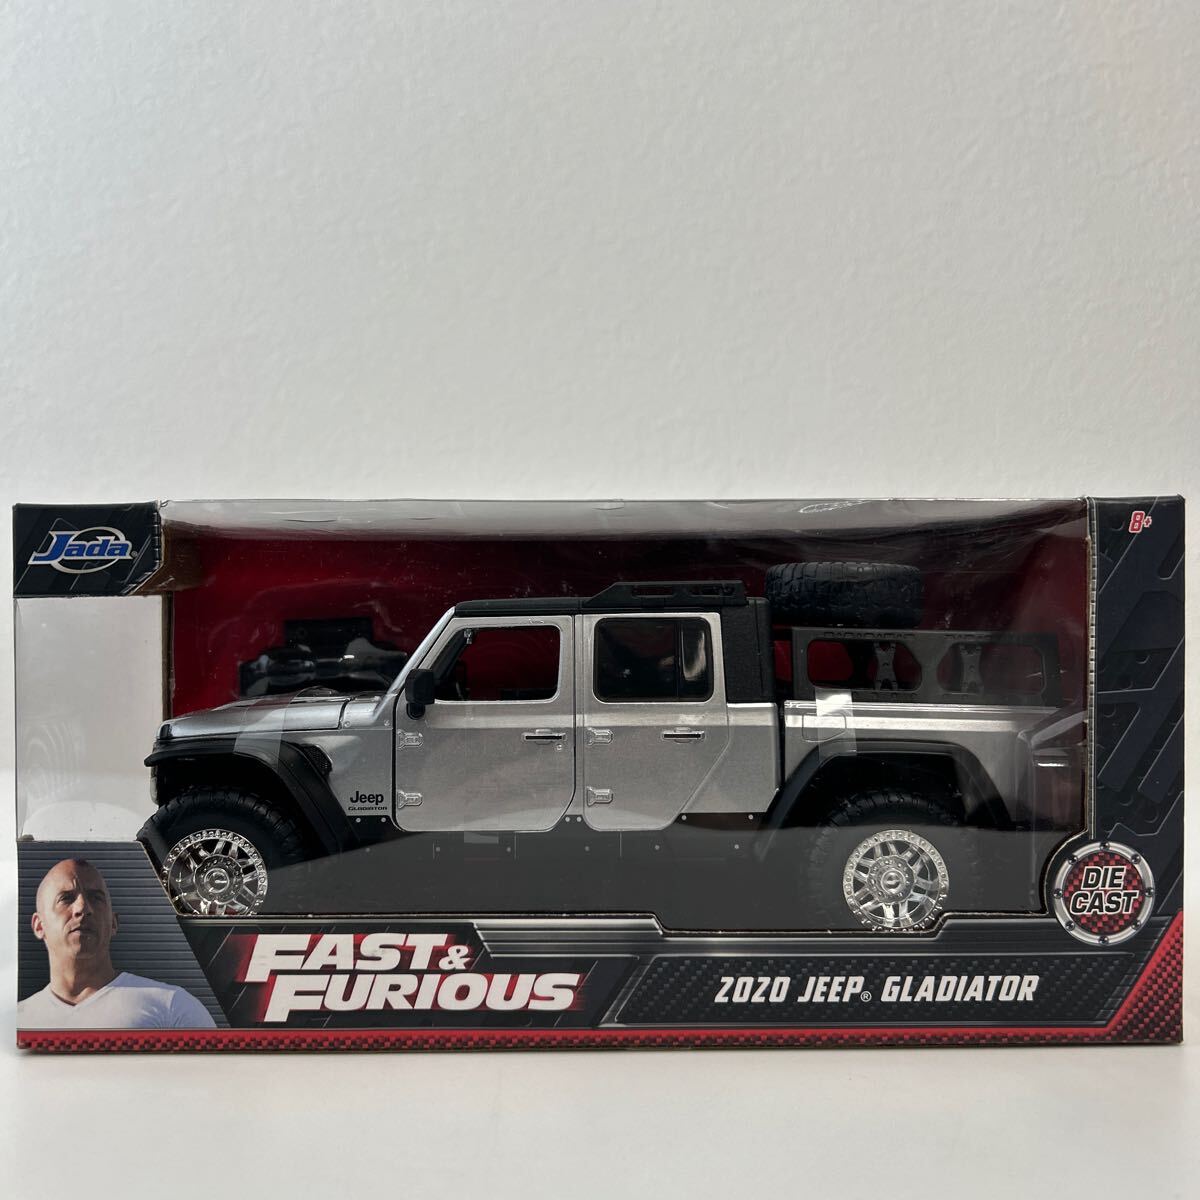 Jada
8+
Jeep
GLADIATOR
DIE
CAST
FAST &
FURIOUS
2020 JEEP® GLADIATOR